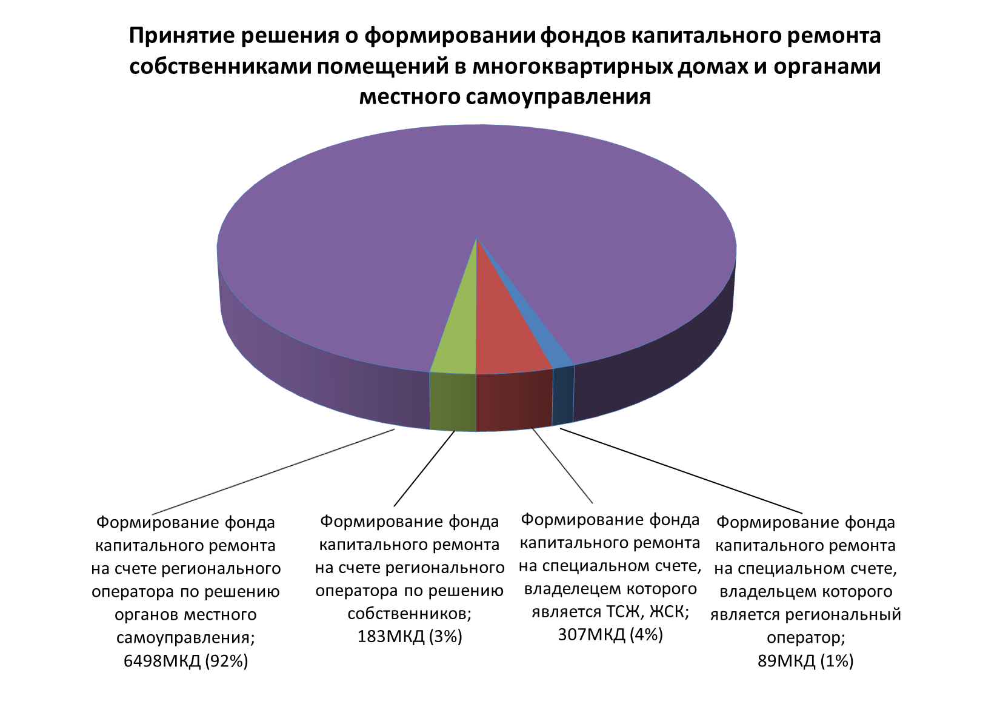 Принятие решения о формировании фондов капитального ремонта
собственниками помещений в многоквартирных домах и органами
местного самоуправления
Формирование фонда
капитального ремонта
на счете регионального
оператора по решению
органов местного
самоуправления;
6498МКД (92%)
Формирование фонда
капитального ремонта
на счете регионального
оператора по решению
собственников;
183МКД (3%)
Формирование фонда
капитального ремонта
на специальном счете,
владелецем которого
является ТСЖ, ЖСК;
307МКД (4%)
Формирование фонда
капитального ремонта
на специальном счете,
владельцем которого
является региональный
оператор;
89МКД (1%)